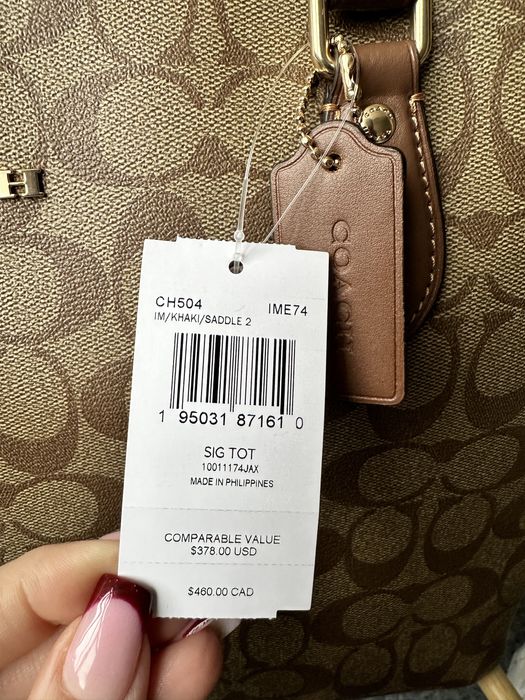 COACH
CH504 IME74
IM/KHAKI/SADDLE 2
1 95031 87161 0
SIG TOT
10011174JAX
MADE IN PHILIPPINES
COMPARABLE VALUE
$378.00 USD
$460.00 CAD